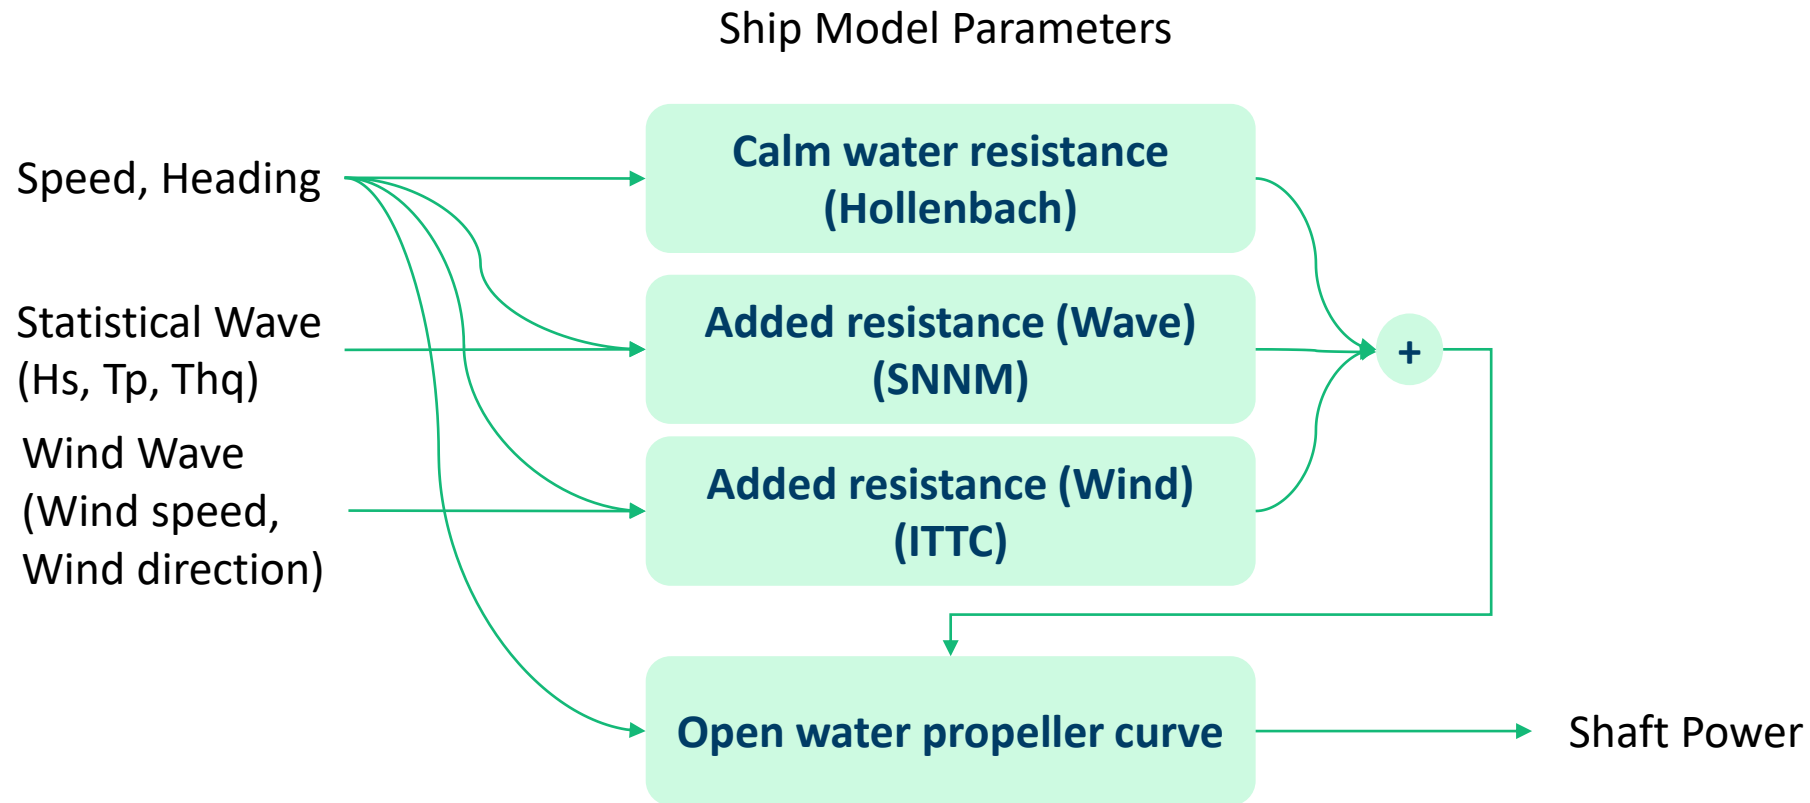 Ship Model Parameters
Speed, Heading
Calm water resistance
(Hollenbach)
Statistical Wave
(Hs, Tp, Thq)
Added resistance (Wave)
(SNNM)
+
Wind Wave
(Wind speed,
Wind direction)
Added resistance (Wind)
(ITTC)
Open water propeller curve
Shaft Power